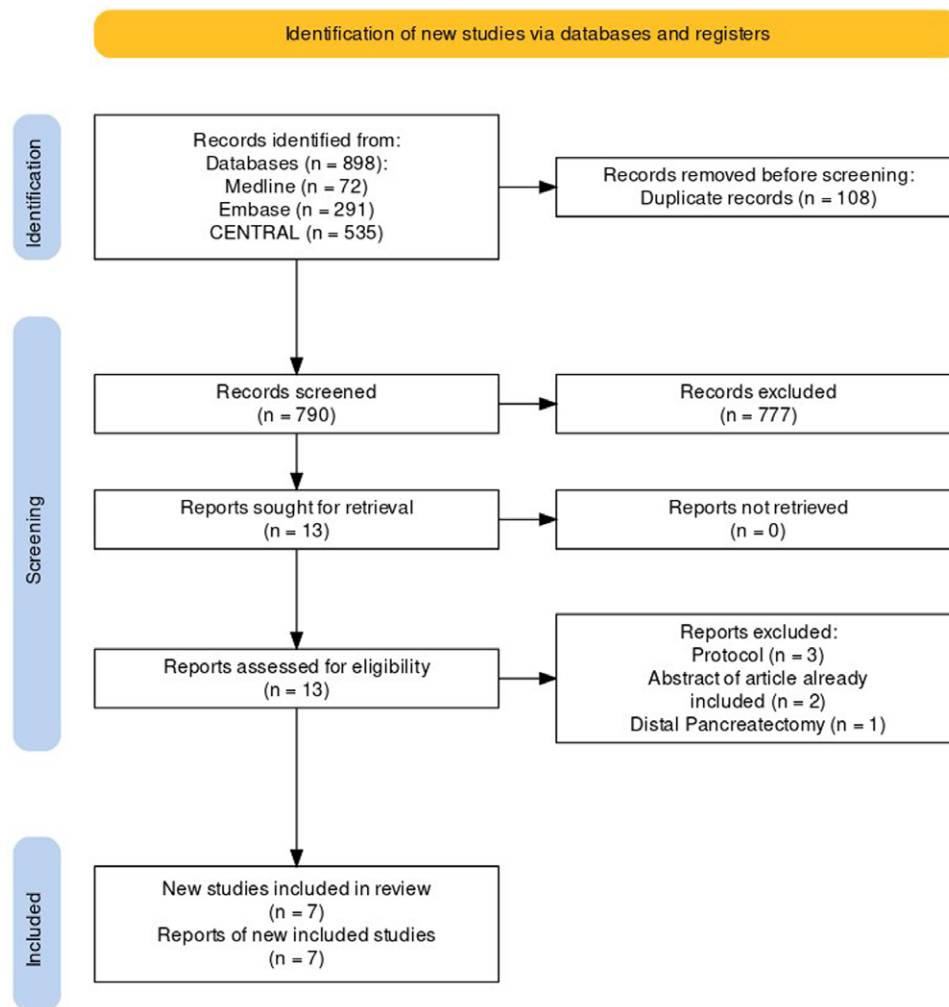 Identification of new studies via databases and registers
Identification
Records identified from:
Databases (n = 898):
Medline (n = 72)
Embase (n = 291)
CENTRAL (n = 535)
Records removed before screening:
Duplicate records (n = 108)
Screening
Records screened
(n = 790)
Records excluded
(n = 777)
Reports sought for retrieval
(n = 13)
Reports not retrieved
(n = 0)
Reports assessed for eligibility
(n = 13)
Reports excluded:
Protocol (n = 3)
Abstract of article already
included (n = 2)
Distal Pancreatectomy (n = 1)
Included
New studies included in review
(n = 7)
Reports of new included studies
(n = 7)